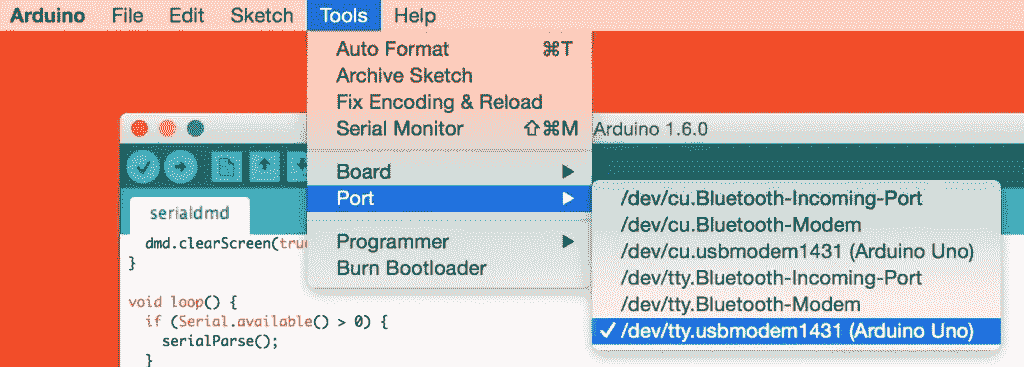 Arduino File Edit Sketch Tools Help
Auto Format ⌘T
Archive Sketch
Fix Encoding & Reload
Serial Monitor ⇧⌘M
Arduino 1.6.0
Board ▶
Port ▶
/dev/cu.Bluetooth-Incoming-Port
/dev/cu.Bluetooth-Modem
/dev/cu.usbmodem1431 (Arduino Uno)
/dev/tty.Bluetooth-Incoming-Port
/dev/tty.Bluetooth-Modem
✓ /dev/tty.usbmodem1431 (Arduino Uno)
Programmer ▶
Burn Bootloader
serialdmd
dmd.clearScreen(true
}
void loop() {
if (Serial.available() > 0) {
serialParse();
}